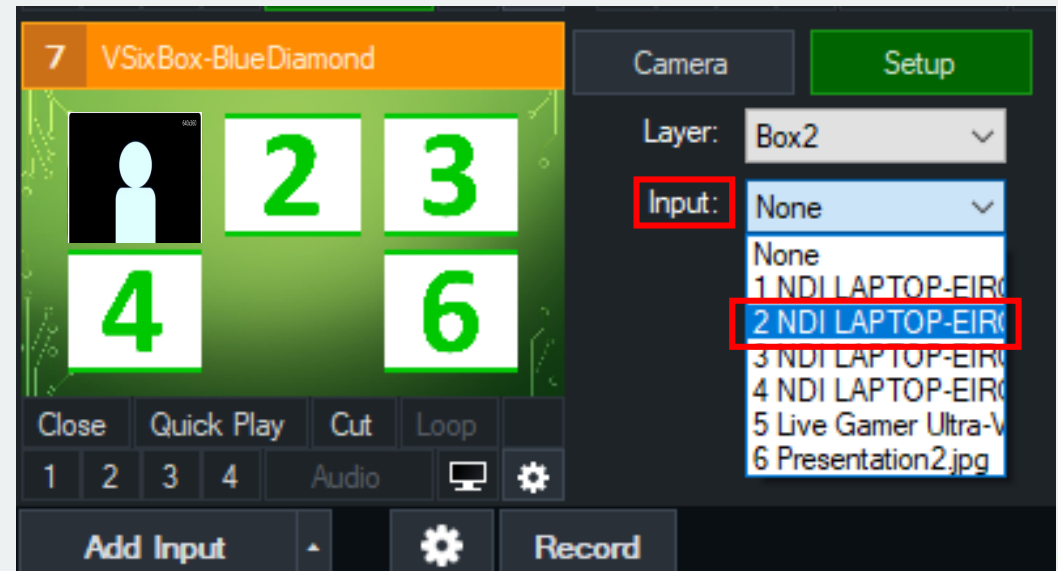 7 VSixBox-BlueDiamond
Camera Setup
Layer: Box2
Input: None
None
1 NDI LAPTOP-EIR
2 NDI LAPTOP-EIR
3 NDI LAPTOP-EIR
4 NDI LAPTOP-EIR
5 Live Gamer Ultra-V
6 Presentation2.jpg
2 3
4 6
Close Quick Play Cut Loop
1 2 3 4 Audio
Add Input Record